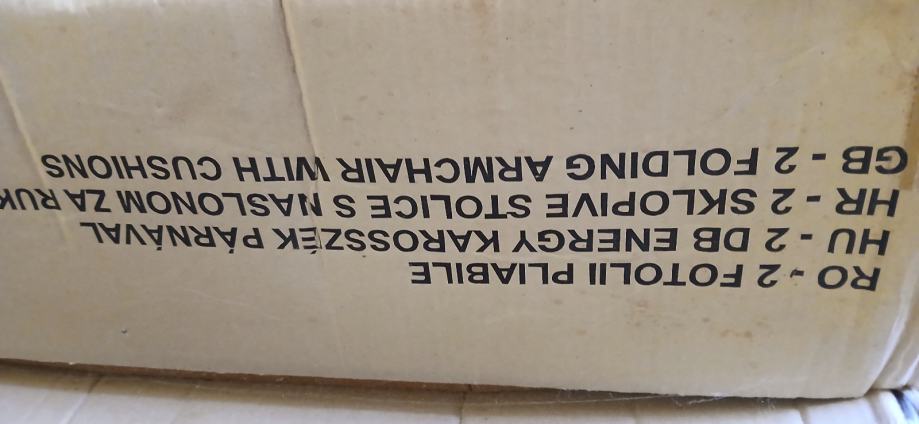 RO - 2 FOTOLII PLIABILE
HU - 2 DB ENERGY KAROSSZÉK PÁRNÁVAL
HR - 2 SKLOPIVE STOLICE S NASLONOM ZA RUK
GB - 2 FOLDING ARMCHAIR WITH CUSHIONS